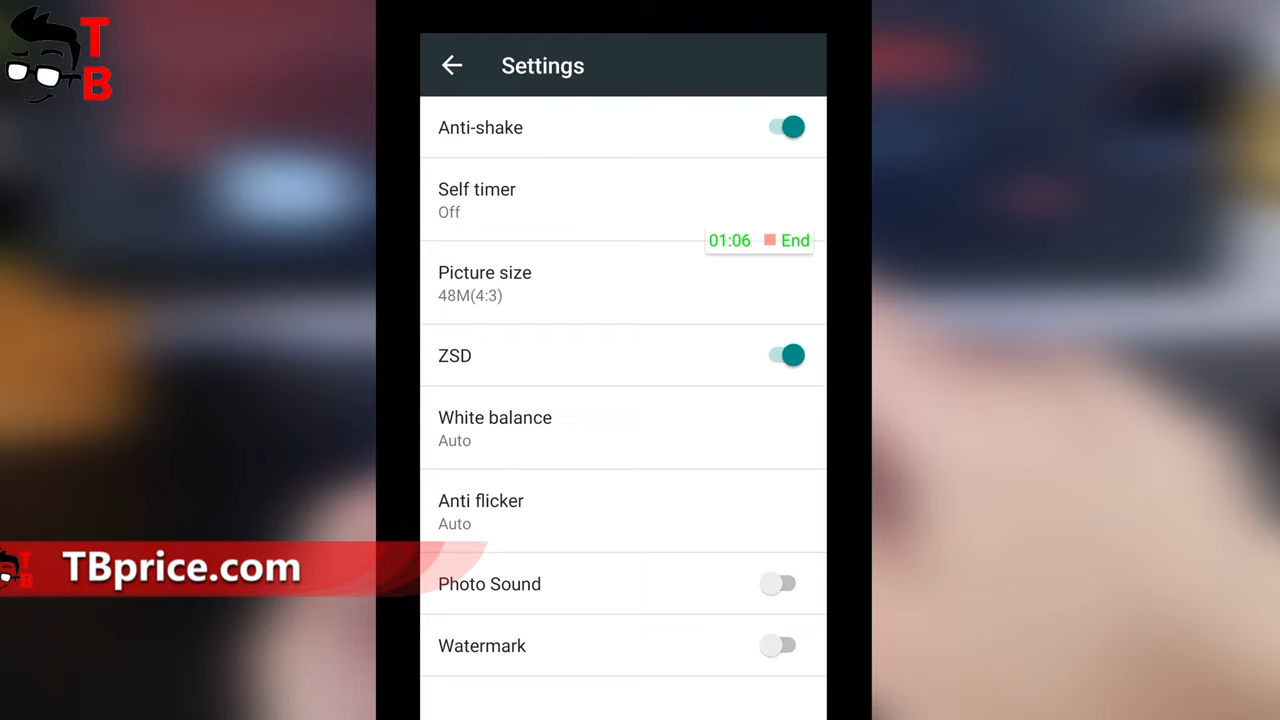 T
B
Settings
Anti-shake
Self timer
Off
01:06 End
Picture size
48M(4:3)
ZSD
White balance
Auto
Anti flicker
Auto
TB
TBprice.com
Photo Sound
Watermark